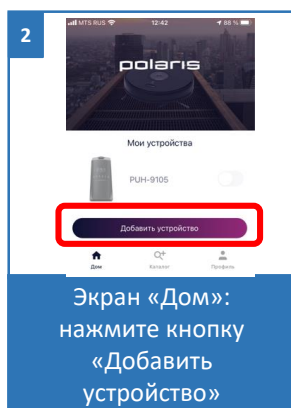 2
MTS RUS 12:42 88 %
polaris
Мои устройства
PUH-9105
Добавить устройство
Дом Каталог Профиль
Экран «Дом»:
нажмите кнопку
«Добавить
устройство»